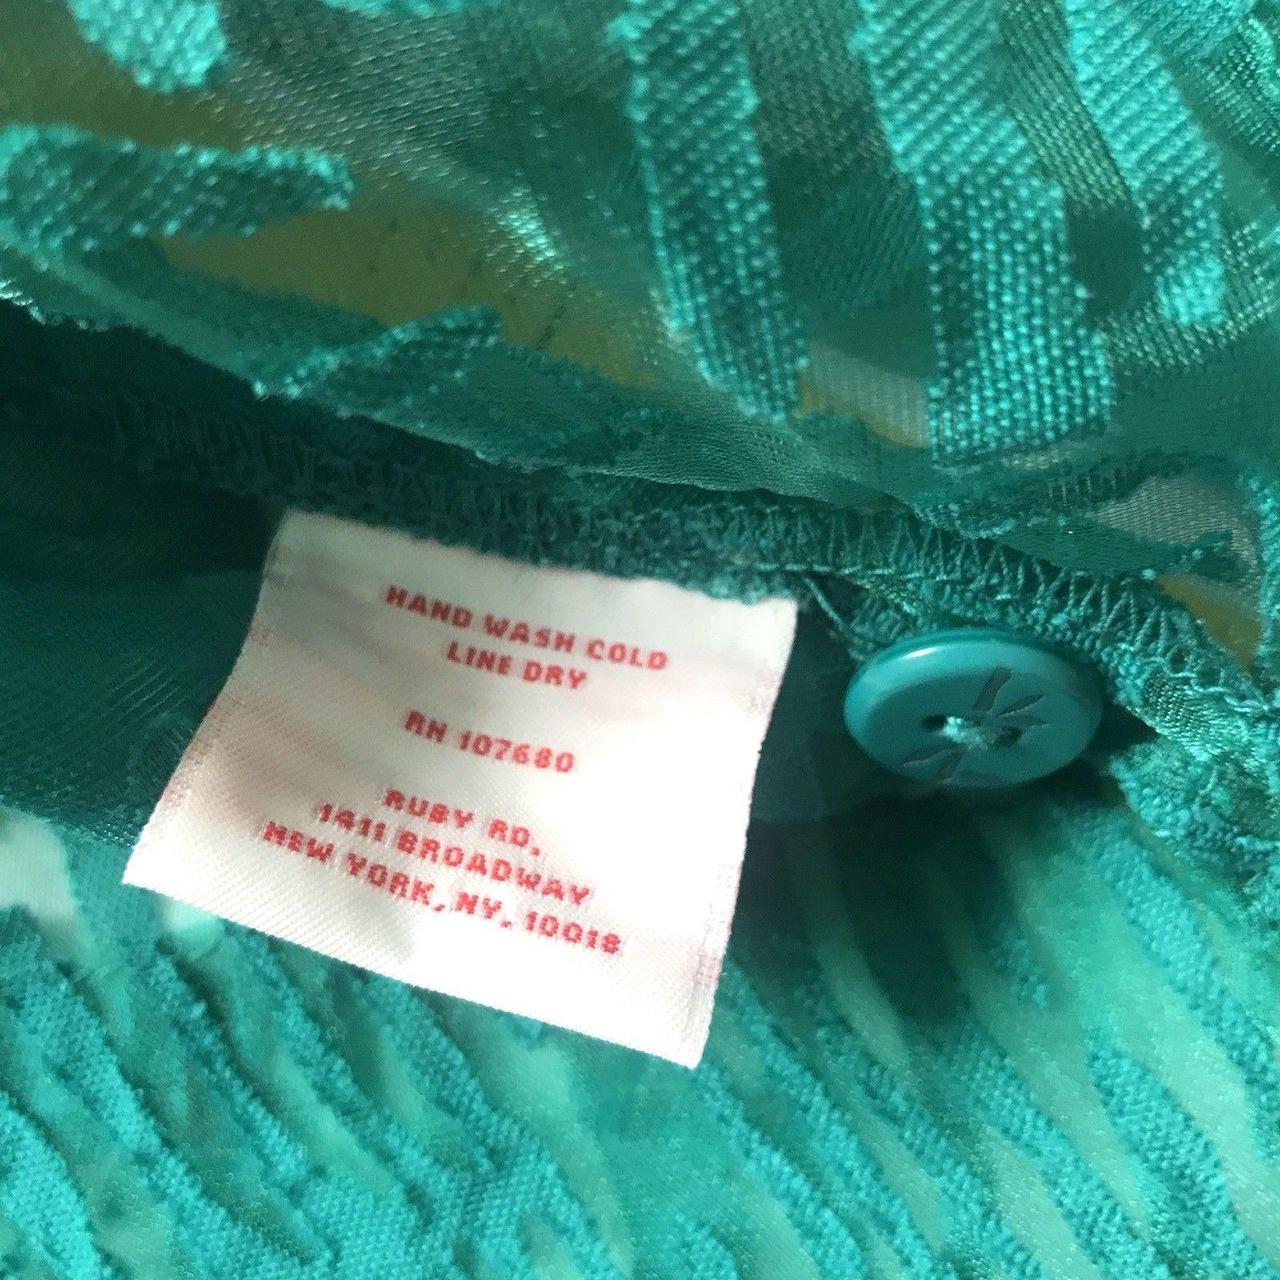 HAND WASH COLD
LINE DRY
RN 107680
RUBY RD.
1411 BROADWAY
NEW YORK, NY. 10018